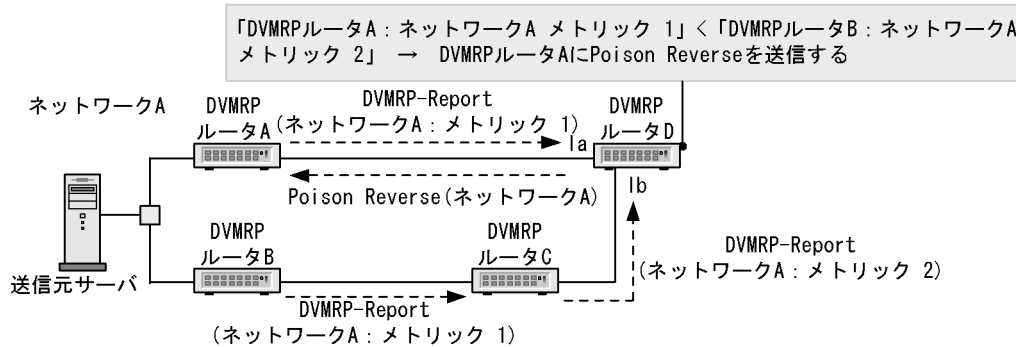 「DVMRPルータA：ネットワークA メトリック 1」＜「DVMRPルータB：ネットワークA
メトリック 2」 → DVMRPルータAにPoison Reverseを送信する
ネットワークA
DVMRP
ルータA
DVMRP-Report
(ネットワークA：メトリック 1)
DVMRP
ルータD
Ia
Poison Reverse(ネットワークA)
Ib
送信元サーバ
DVMRP
ルータB
DVMRP
ルータC
DVMRP-Report
(ネットワークA：メトリック 2)
DVMRP-Report
(ネットワークA：メトリック 1)